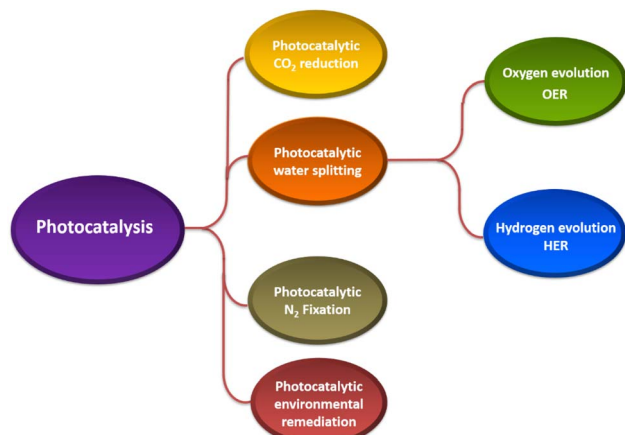 Photocatalysis
Photocatalytic
CO₂ reduction
Photocatalytic
water splitting
Photocatalytic
N₂ Fixation
Photocatalytic
environmental
remediation
Oxygen evolution
OER
Hydrogen evolution
HER